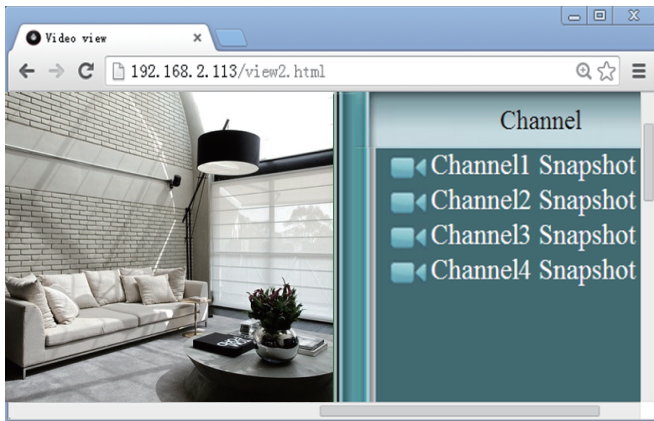 Video view
192.168.2.113/view2.html
Channel
Channel1 Snapshot
Channel2 Snapshot
Channel3 Snapshot
Channel4 Snapshot